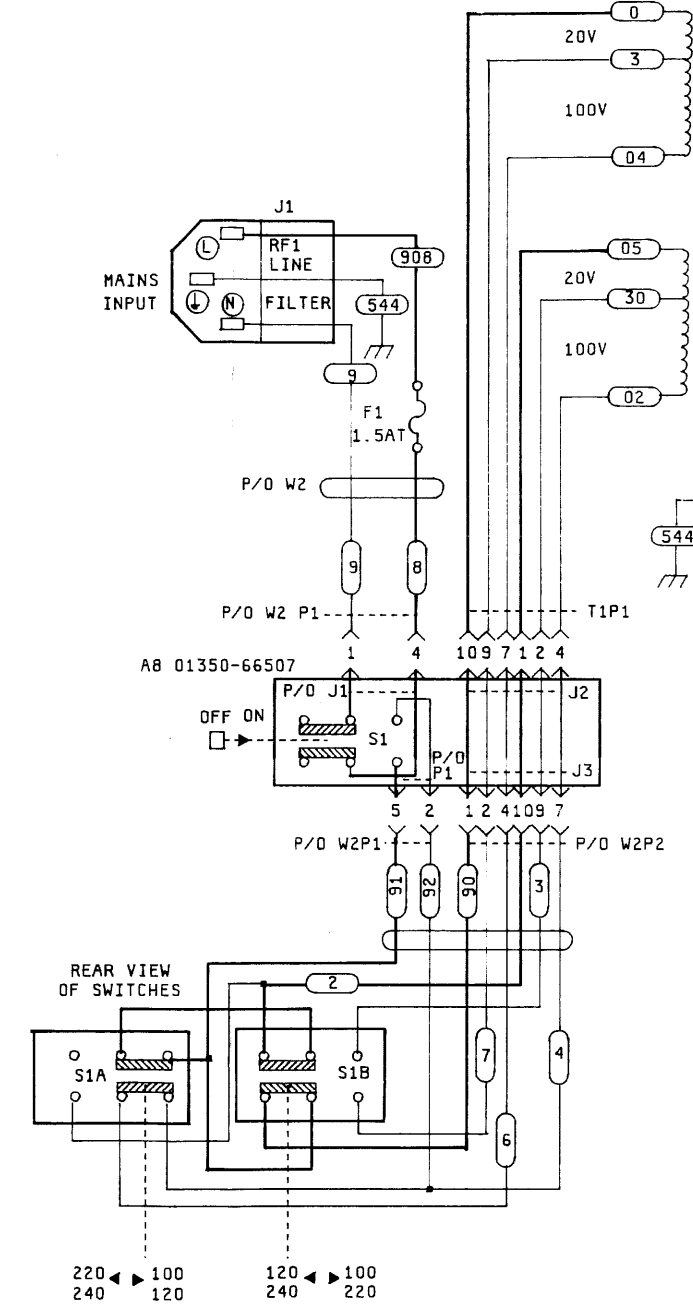 0
20V
3
100V
04
J1
L
RF1
LINE
908
05
20V
MAINS
INPUT
N
FILTER
544
30
100V
9
02
F1
1.5AT
P/O W2
544
9
8
P/O W2 P1
T1P1
1 4 10 9 7 1 2 4
A8 01350-66507
P/O J1
J2
OFF ON
S1
P/O
P1
J3
5 2 1 2 4 10 9 7
P/O W2P1
P/O W2P2
91
92
90
3
REAR VIEW
OF SWITCHES
2
S1A
S1B
7
4
6
220 100
240 120
120 100
240 220